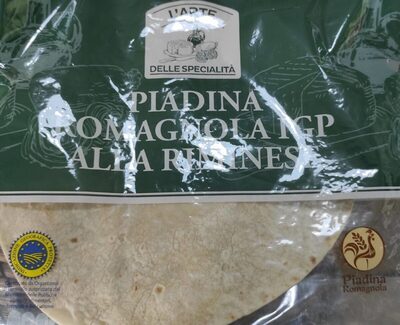 L'ARTE
DELLE SPECIALITÀ
PIADINA
ROMAGNOLA IGP
ALLA RIMINESE
Piadina
Romagnola